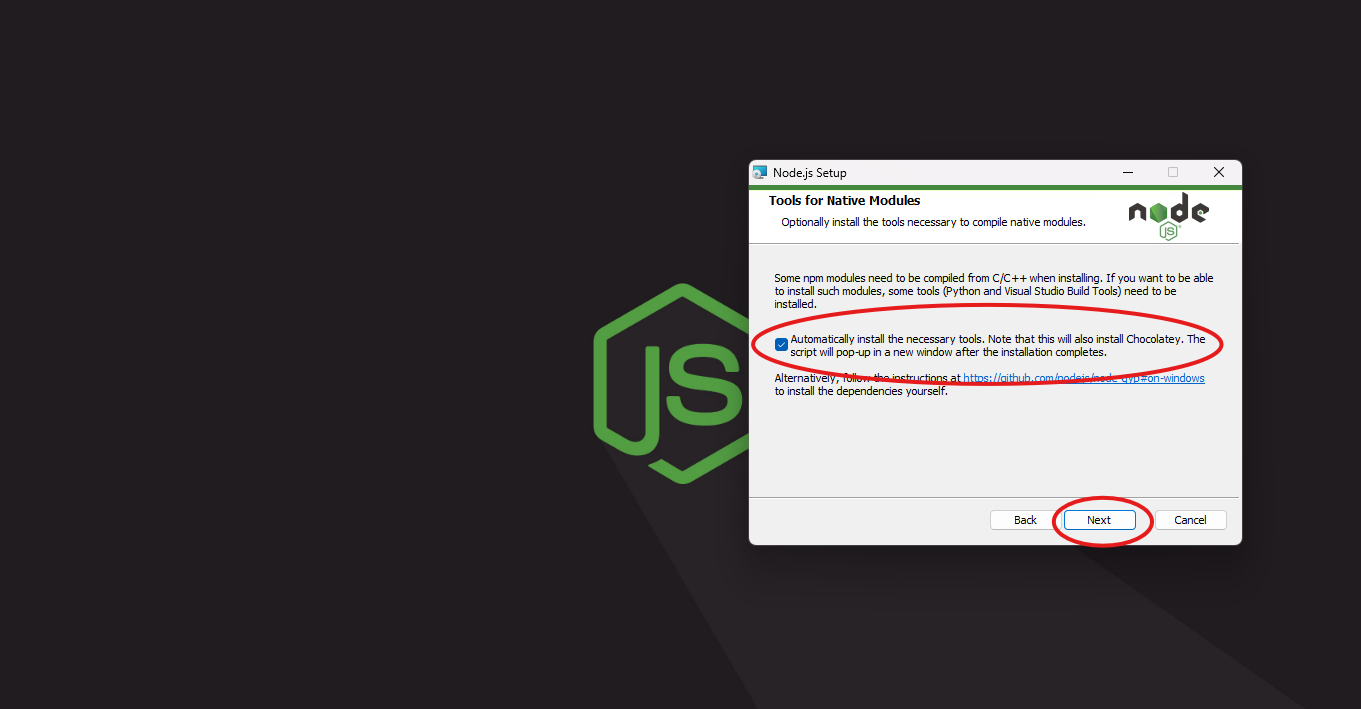 Node.js Setup
Tools for Native Modules
Optionally install the tools necessary to compile native modules.
node
JS
Some npm modules need to be compiled from C/C++ when installing. If you want to be able
to install such modules, some tools (Python and Visual Studio Build Tools) need to be
installed.
Automatically install the necessary tools. Note that this will also install Chocolatey. The
script will pop-up in a new window after the installation completes.
Alternatively, follow the instructions at https://github.com/nodejs/node-gyp#on-windows
to install the dependencies yourself.
JS
Back
Next
Cancel